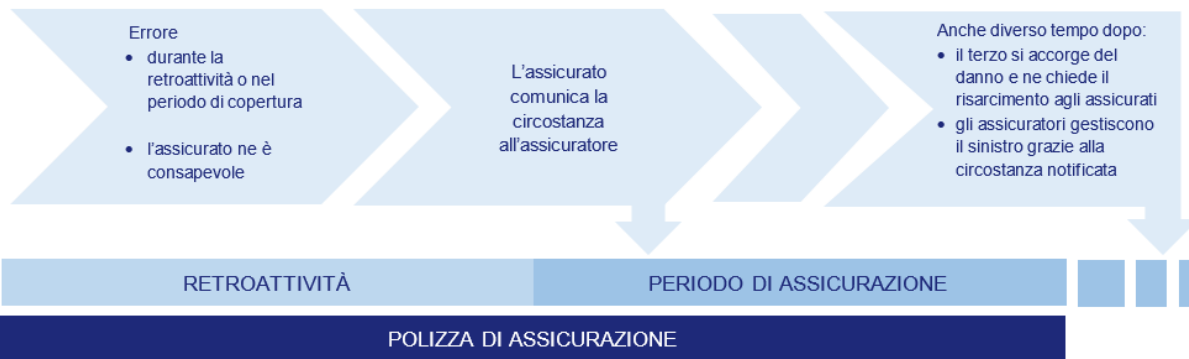 Errore
• durante la
retroattività o nel
periodo di copertura
• l'assicurato ne è
consapevole
L'assicurato
comunica la
circostanza
all'assicuratore
Anche diverso tempo dopo:
• il terzo si accorge del
danno e ne chiede il
risarcimento agli assicurati
• gli assicuratori gestiscono
il sinistro grazie alla
circostanza notificata
RETROATTIVITÀ
PERIODO DI ASSICURAZIONE
POLIZZA DI ASSICURAZIONE